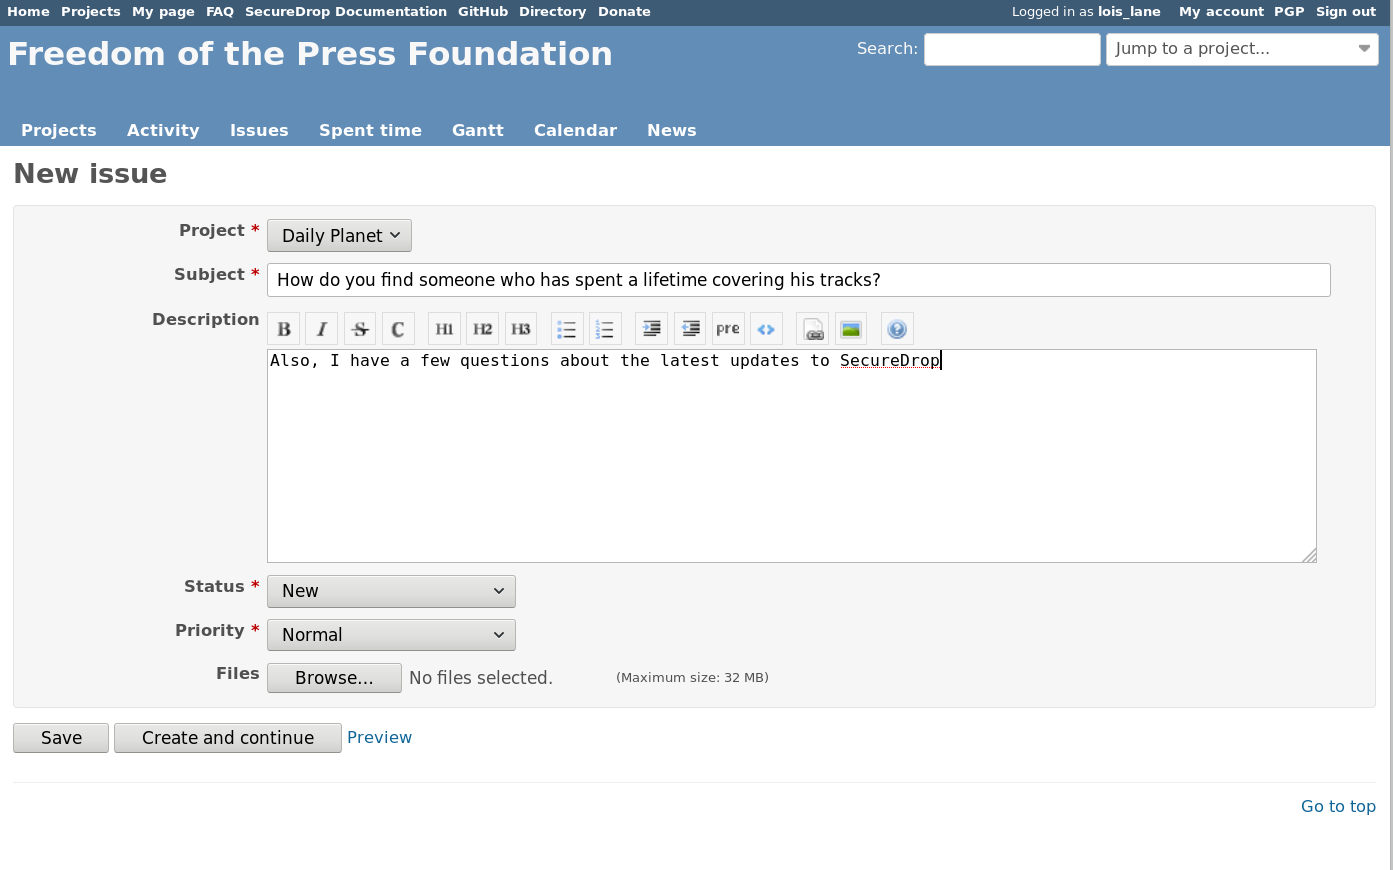 Home Projects My page FAQ SecureDrop Documentation GitHub Directory Donate Logged in as lois_lane My account PGP Sign out
Freedom of the Press Foundation
Search: Jump to a project...
Projects Activity Issues Spent time Gantt Calendar News
New issue
Project * Daily Planet
Subject * How do you find someone who has spent a lifetime covering his tracks?
Description B I S C H1 H2 H3 pre
Also, I have a few questions about the latest updates to SecureDrop
Status * New
Priority * Normal
Files Browse... No files selected. (Maximum size: 32 MB)
Save Create and continue Preview
Go to top